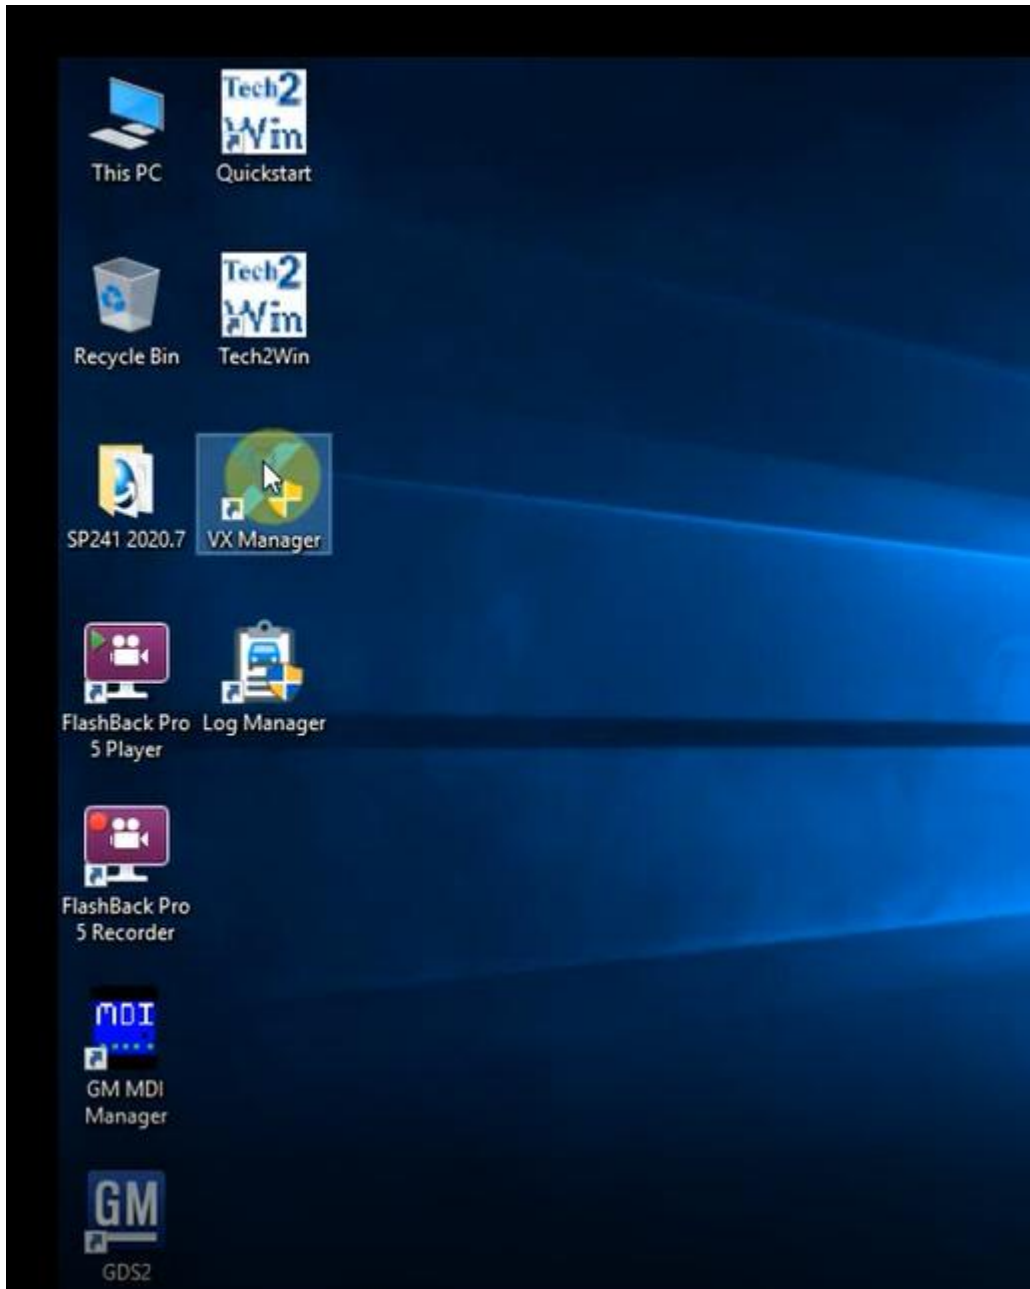 Tech2
Win
This PC
Quickstart
Tech2
Win
Recycle Bin
Tech2Win
SP241 2020.7
VX Manager
FlashBack Pro
5 Player
Log Manager
FlashBack Pro
5 Recorder
MDI
GM MDI
Manager
GM
GDS2